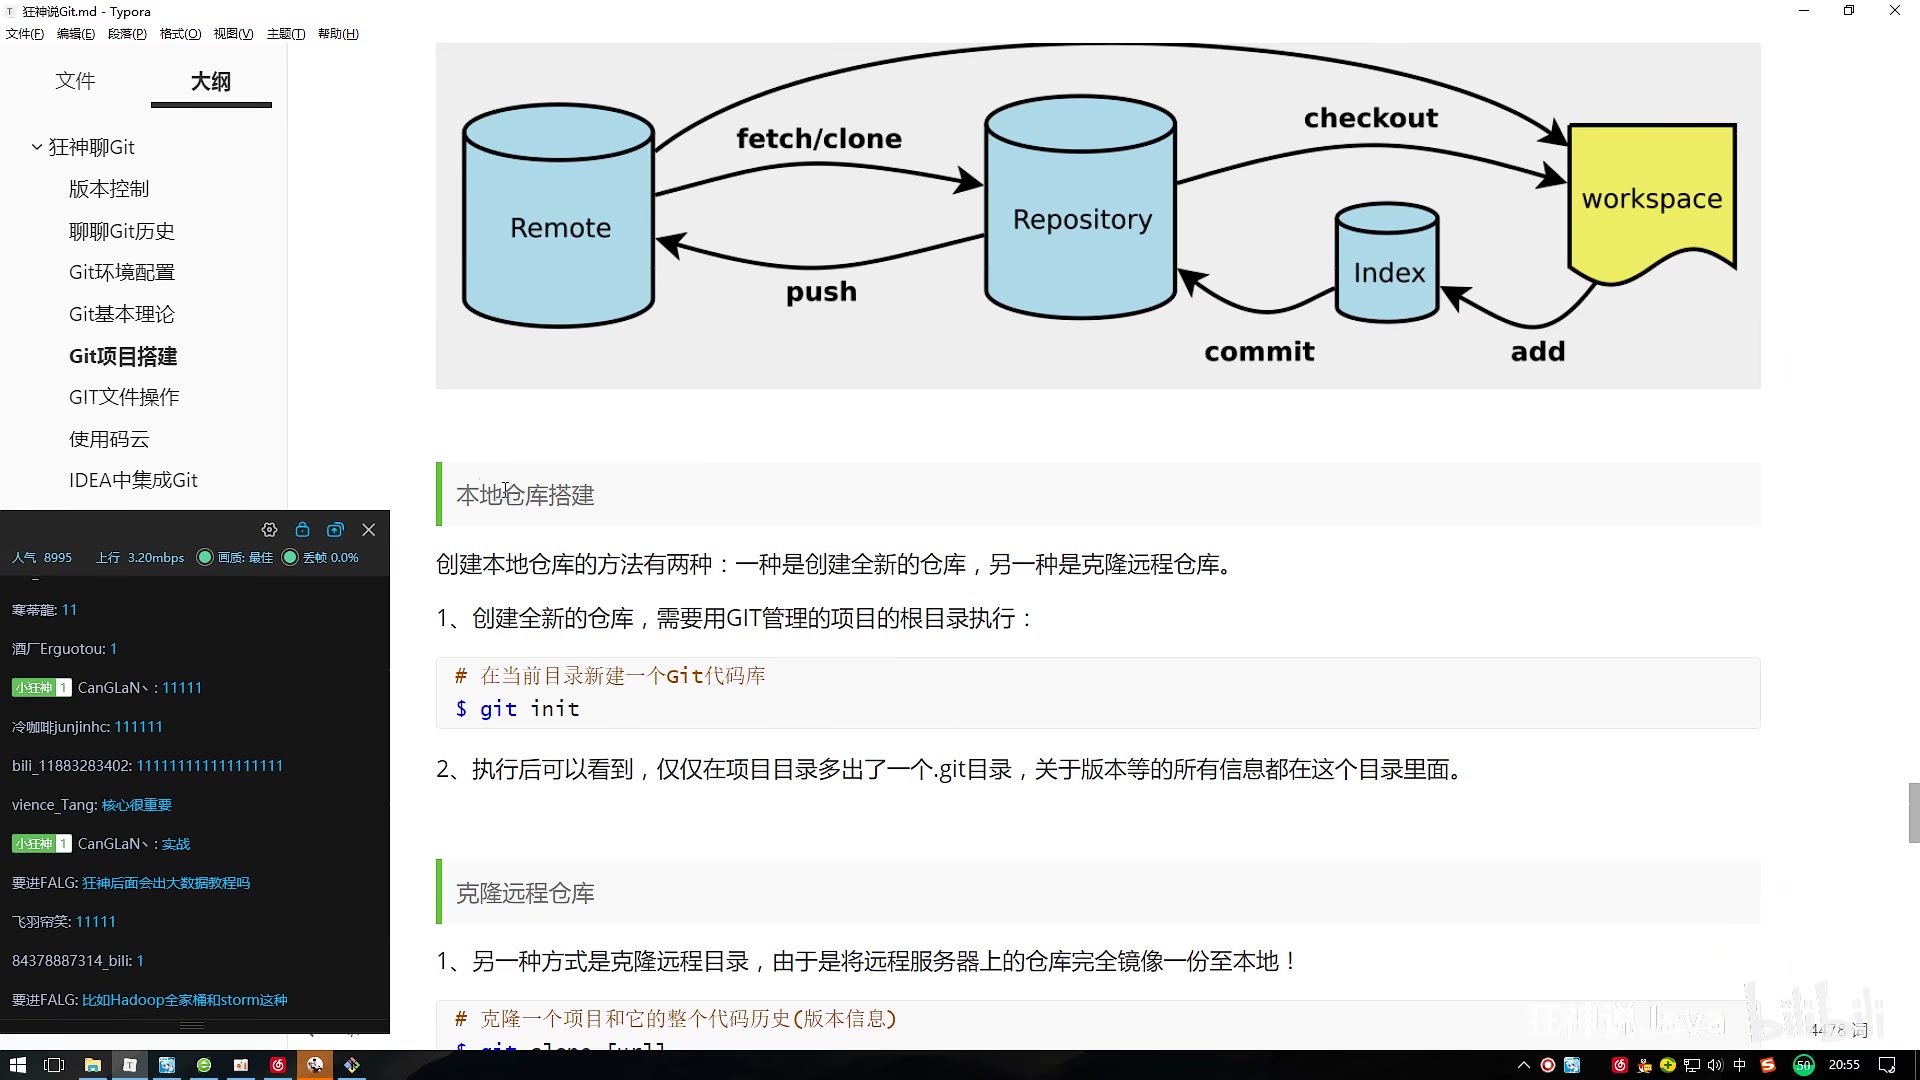 狂神说Git.md - Typora
文件(F) 编辑(E) 段落(P) 格式(O) 视图(V) 主题(T) 帮助(H)
文件 大纲
狂神聊Git
版本控制
聊聊Git历史
Git环境配置
Git基本理论
Git项目搭建
GIT文件操作
使用码云
IDEA中集成Git
fetch/clone
checkout
Remote
Repository
workspace
Index
push
commit
add
本地仓库搭建
创建本地仓库的方法有两种：一种是创建全新的仓库，另一种是克隆远程仓库。
1、创建全新的仓库，需要用GIT管理的项目的根目录执行：
# 在当前目录新建一个Git代码库
$ git init
2、执行后可以看到，仅仅在项目目录多出了一个.git目录，关于版本等的所有信息都在这个目录里面。
克隆远程仓库
1、另一种方式是克隆远程目录，由于是将远程服务器上的仓库完全镜像一份至本地！
# 克隆一个项目和它的整个代码历史(版本信息)
$ git clone [url]
人气 8995 上行 3.20mbps 画质: 最佳 丢帧 0.0%
寒蒂龍: 11
酒厂Erguotou: 1
小狂神 1 CanGLaN丶: 11111
冷咖啡junjinhc: 111111
bili_11883283402: 111111111111111111
vience_Tang: 核心很重要
小狂神 1 CanGLaN丶: 实战
要进FALG: 狂神后面会出大数据教程吗
飞羽帘笑: 11111
84378887314_bili: 1
要进FALG: 比如Hadoop全家桶和storm这种
狂神说Java bilibili
4478 词
中 50 20:55